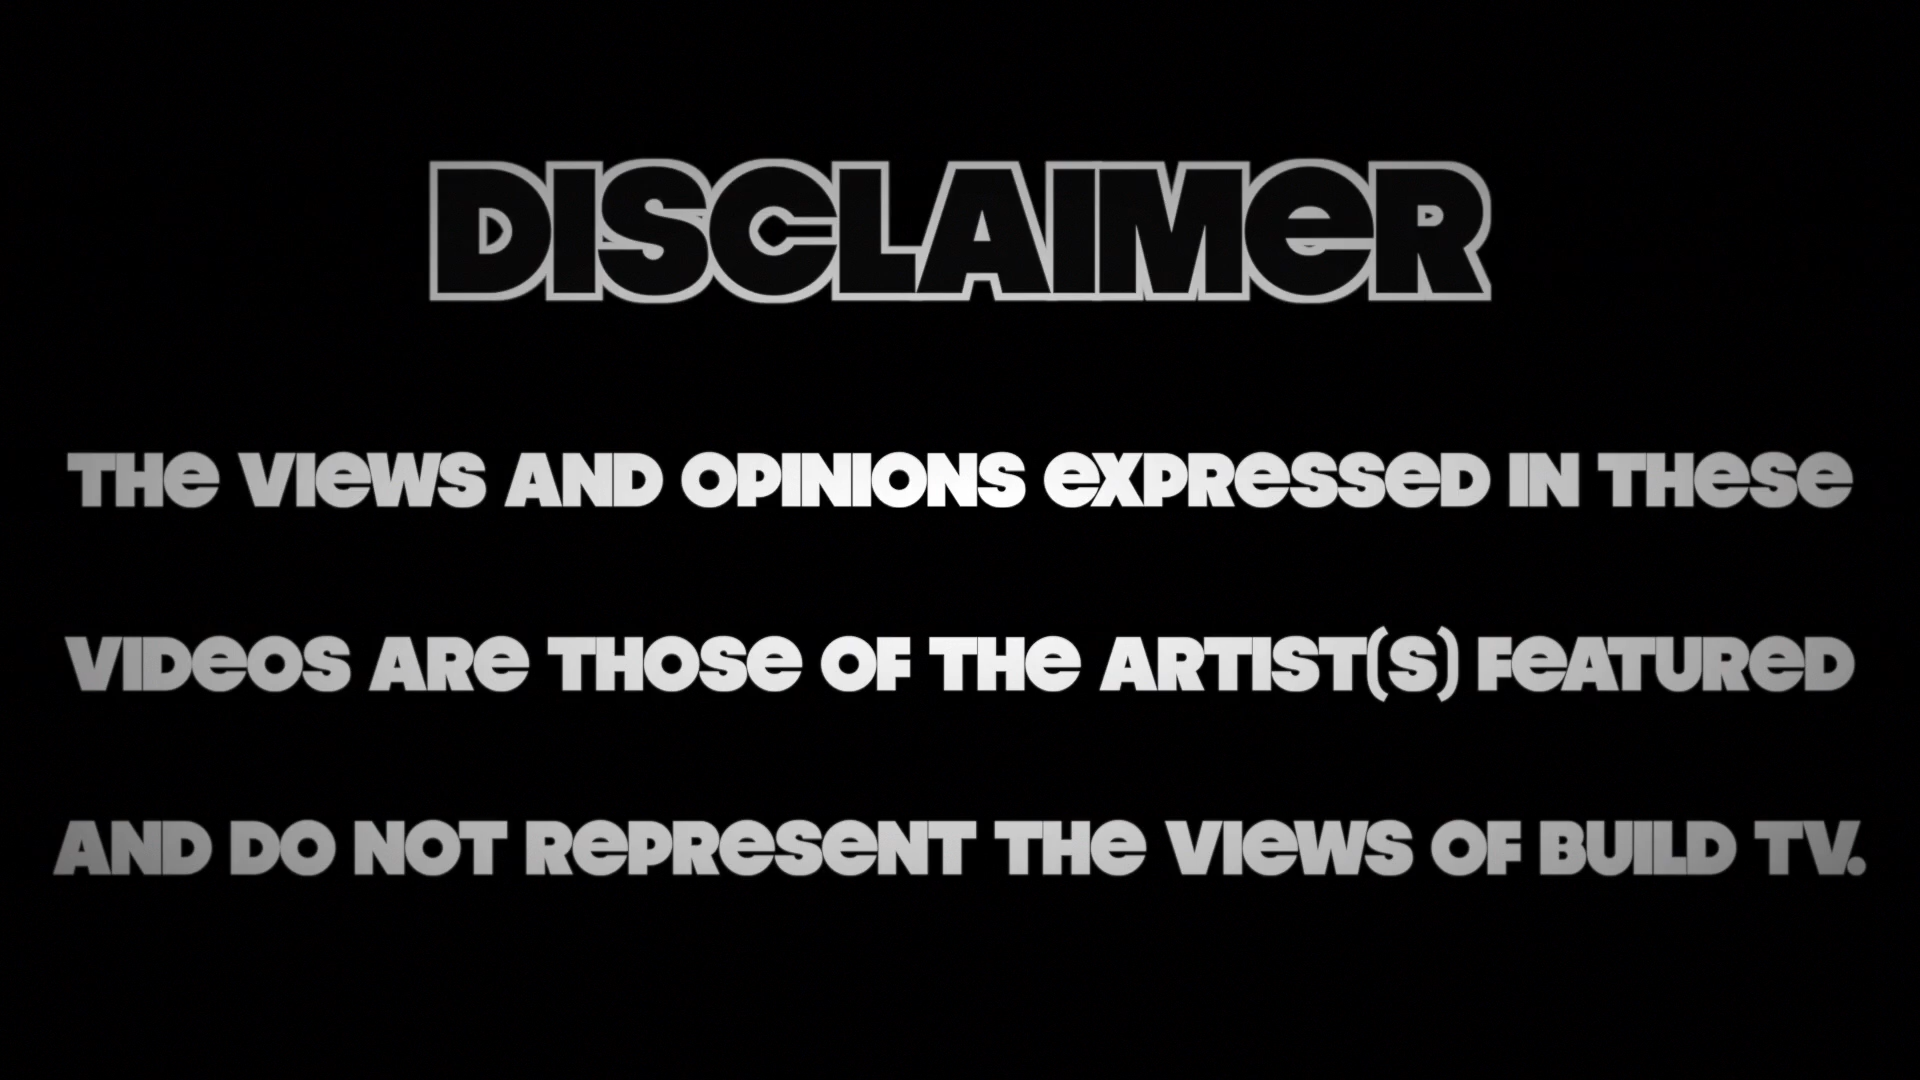 DISCLAIMER
THE VIEWS AND OPINIONS EXPRESSED IN THESE
VIDEOS ARE THOSE OF THE ARTIST(S) FEATURED
AND DO NOT REPRESENT THE VIEWS OF BUILD TV.